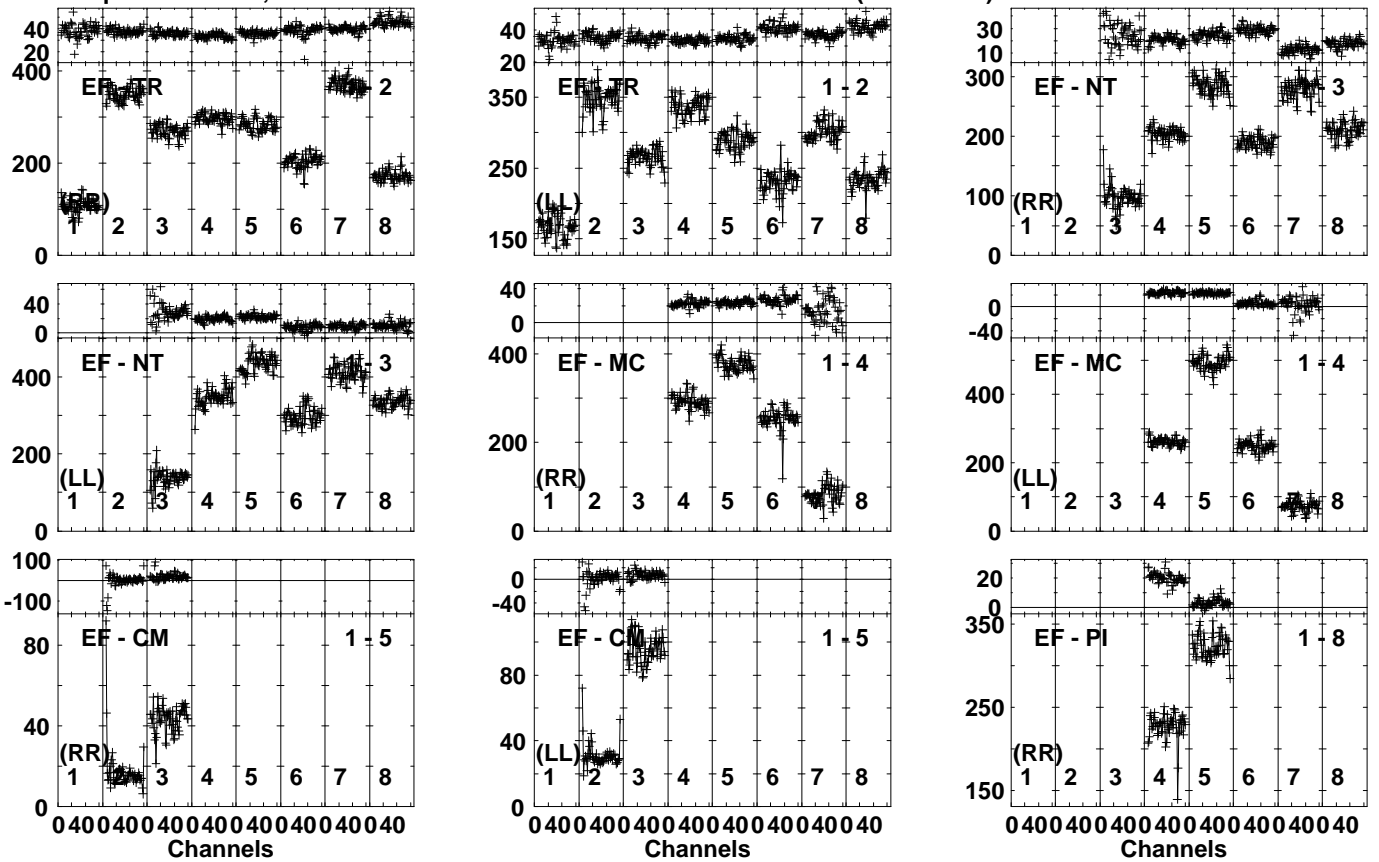 40 40 30
20 20 10
400 EF - TR 1 - 2 350 EF - TR 1 - 2 300 EF - NT 1 - 3
200 250 200
(RR) (LL) 100 (RR)
1 2 3 4 5 6 7 8 150 1 2 3 4 5 6 7 8 1 2 3 4 5 6 7 8
0 0
40 40 0
0 0 -40
400 EF - NT 1 - 3 400 EF - MC 1 - 4 400 EF - MC 1 - 4
200 200 200
(LL) (RR) (LL)
1 2 3 4 5 6 7 8 1 2 3 4 5 6 7 8 1 2 3 4 5 6 7 8
0 0 0
100 0 20
-100 -40 0
80 EF - CM 1 - 5 80 EF - CM 1 - 5 350 EF - PI 1 - 8
40 40 250
(RR) (LL) (RR)
1 2 3 4 5 6 7 8 1 2 3 4 5 6 7 8 1 2 3 4 5 6 7 8
0 0 150
0 40 0 40 0 40 0 40 0 40 0 40 0 40 0 40 0 40 0 40 0 40 0 40 0 40 0 40 0 40 0 40 0 40 0 40 0 40 0 40 0 40 0 40 0 40 0 40
Channels Channels Channels